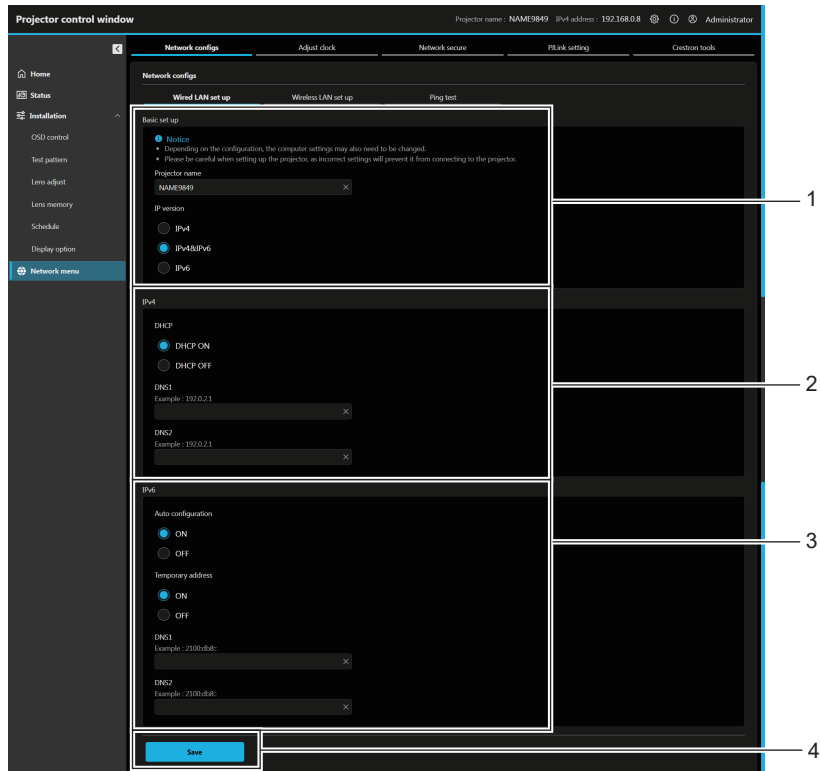 Projector control window
Projector name : NAME9849 IPv4 address : 192.168.0.8 Administrator
Network configs Adjust clock Network secure PJLink setting Crestron tools
Home
Status
Installation
OSD control
Test pattern
Lens adjust
Lens memory
Schedule
Display option
Network menu
Network configs
Wired LAN set up Wireless LAN set up Ping test
Basic set up
Notice
• Depending on the configuration, the computer settings may also need to be changed.
• Please be careful when setting up the projector, as incorrect settings will prevent it from connecting to the projector.
Projector name
NAME9849
IP version
IPv4
IPv4&IPv6
IPv6
1
IPv4
DHCP
DHCP ON
DHCP OFF
DNS1
Example : 192.0.2.1
DNS2
Example : 192.0.2.1
2
IPv6
Auto configuration
ON
OFF
Temporary address
ON
OFF
DNS1
Example : 2100:db8::
DNS2
Example : 2100:db8::
3
Save
4